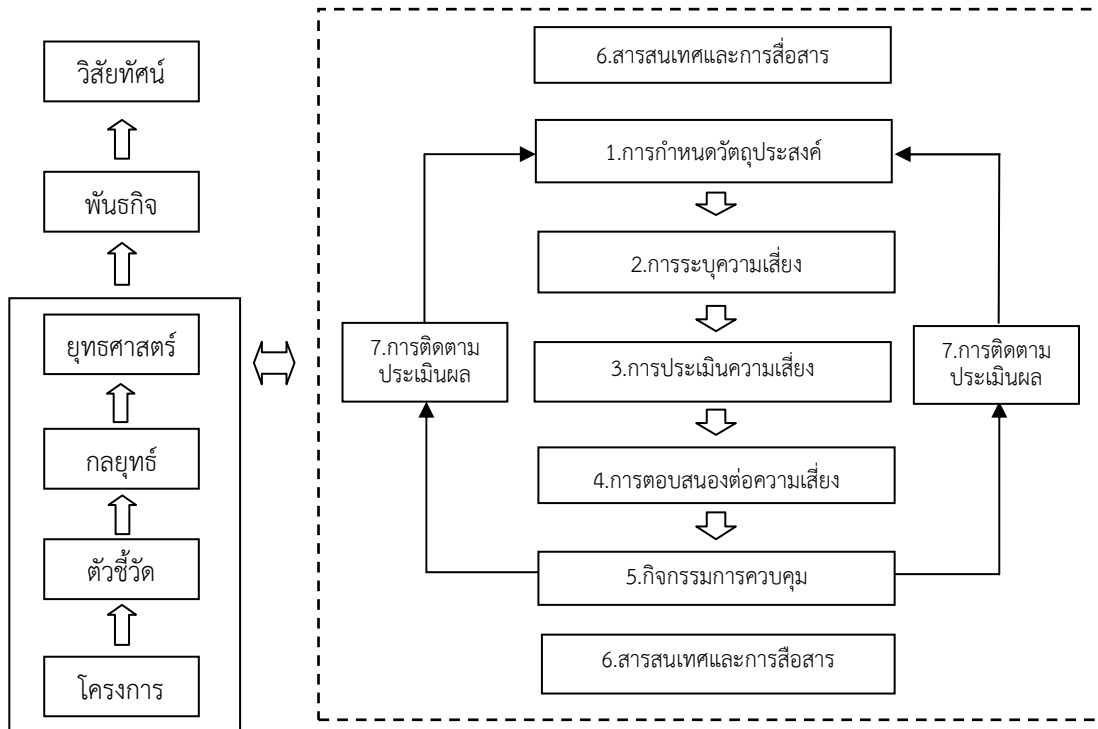 วิสัยทัศน์
พันธกิจ
ยุทธศาสตร์
กลยุทธ์
ตัวชี้วัด
โครงการ
6.สารสนเทศและการสื่อสาร
1.การกำหนดวัตถุประสงค์
2.การระบุความเสี่ยง
7.การติดตาม
ประเมินผล
3.การประเมินความเสี่ยง
7.การติดตาม
ประเมินผล
4.การตอบสนองต่อความเสี่ยง
5.กิจกรรมการควบคุม
6.สารสนเทศและการสื่อสาร